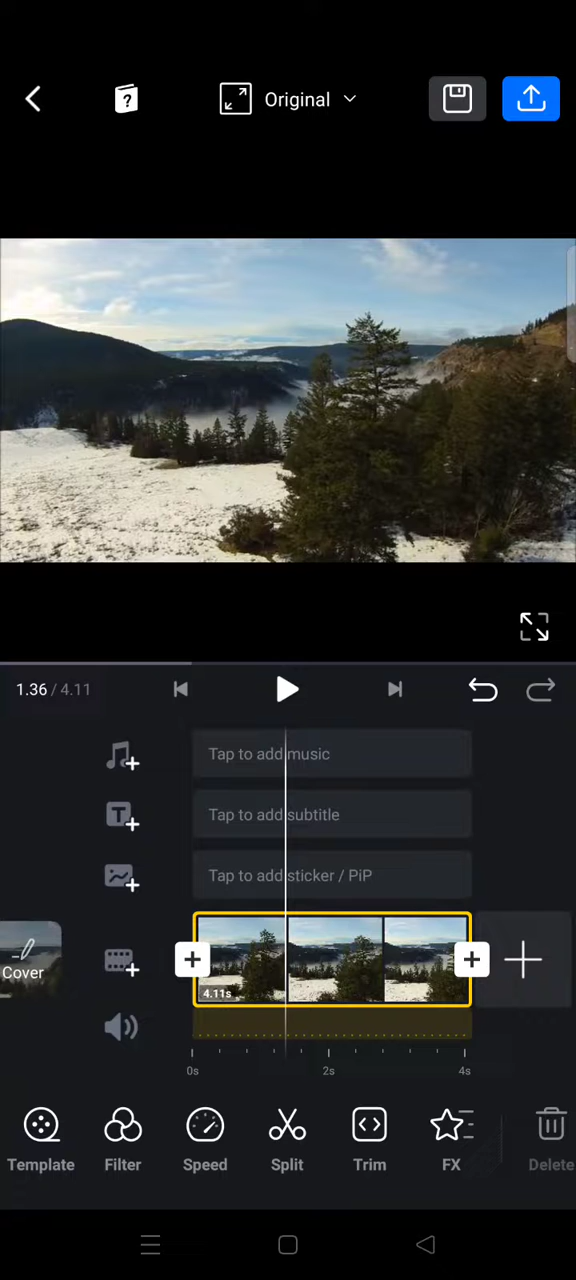 ?
Original
1.36 / 4.11
Tap to add music
Tap to add subtitle
Tap to add sticker / PiP
Cover
4.11s
0s 2s 4s
Template Filter Speed Split Trim FX Delete